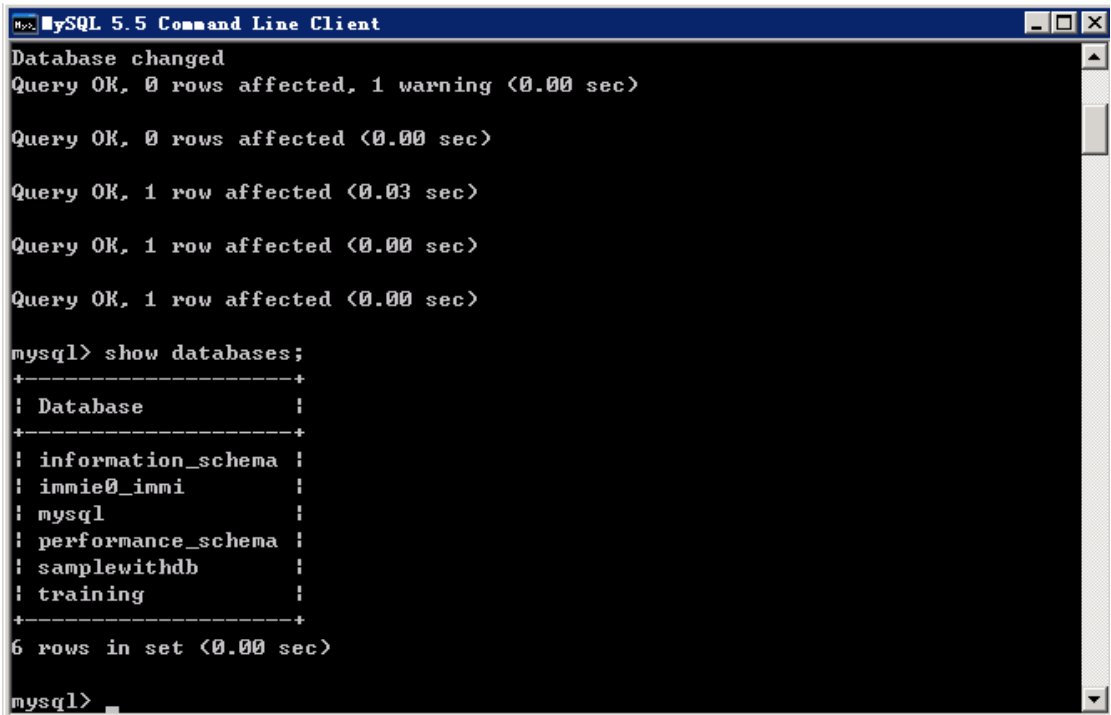 MySQL 5.5 Command Line Client
Database changed
Query OK, 0 rows affected, 1 warning (0.00 sec)
Query OK, 0 rows affected (0.00 sec)
Query OK, 1 row affected (0.03 sec)
Query OK, 1 row affected (0.00 sec)
Query OK, 1 row affected (0.00 sec)
mysql> show databases;
+--------------------+
| Database           |
+--------------------+
| information_schema |
| immie0_immi        |
| mysql              |
| performance_schema |
| samplewithdb       |
| training           |
+--------------------+
6 rows in set (0.00 sec)
mysql> _